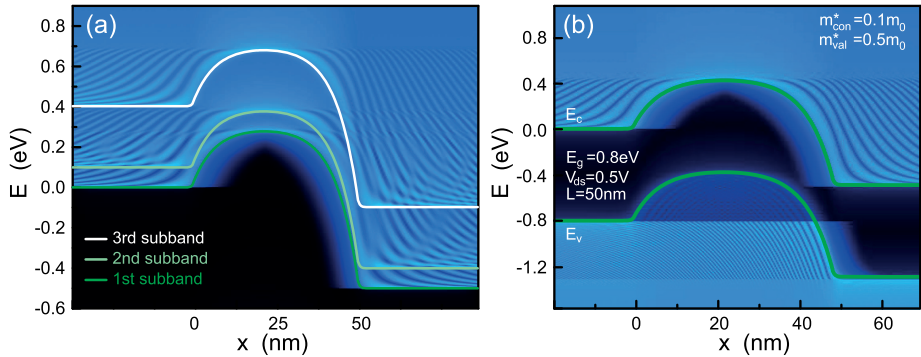 (a)
0.8
0.6
0.4
0.2
0.0
-0.2
-0.4
-0.6
E (eV)
3rd subband
2nd subband
1st subband
0
25
50
x (nm)
(b)
m*con=0.1m0
m*val=0.5m0
0.8
0.4
0.0
-0.4
-0.8
-1.2
E (eV)
Ec
Eg=0.8eV
Vds=0.5V
L=50nm
Ev
0
20
40
60
x (nm)